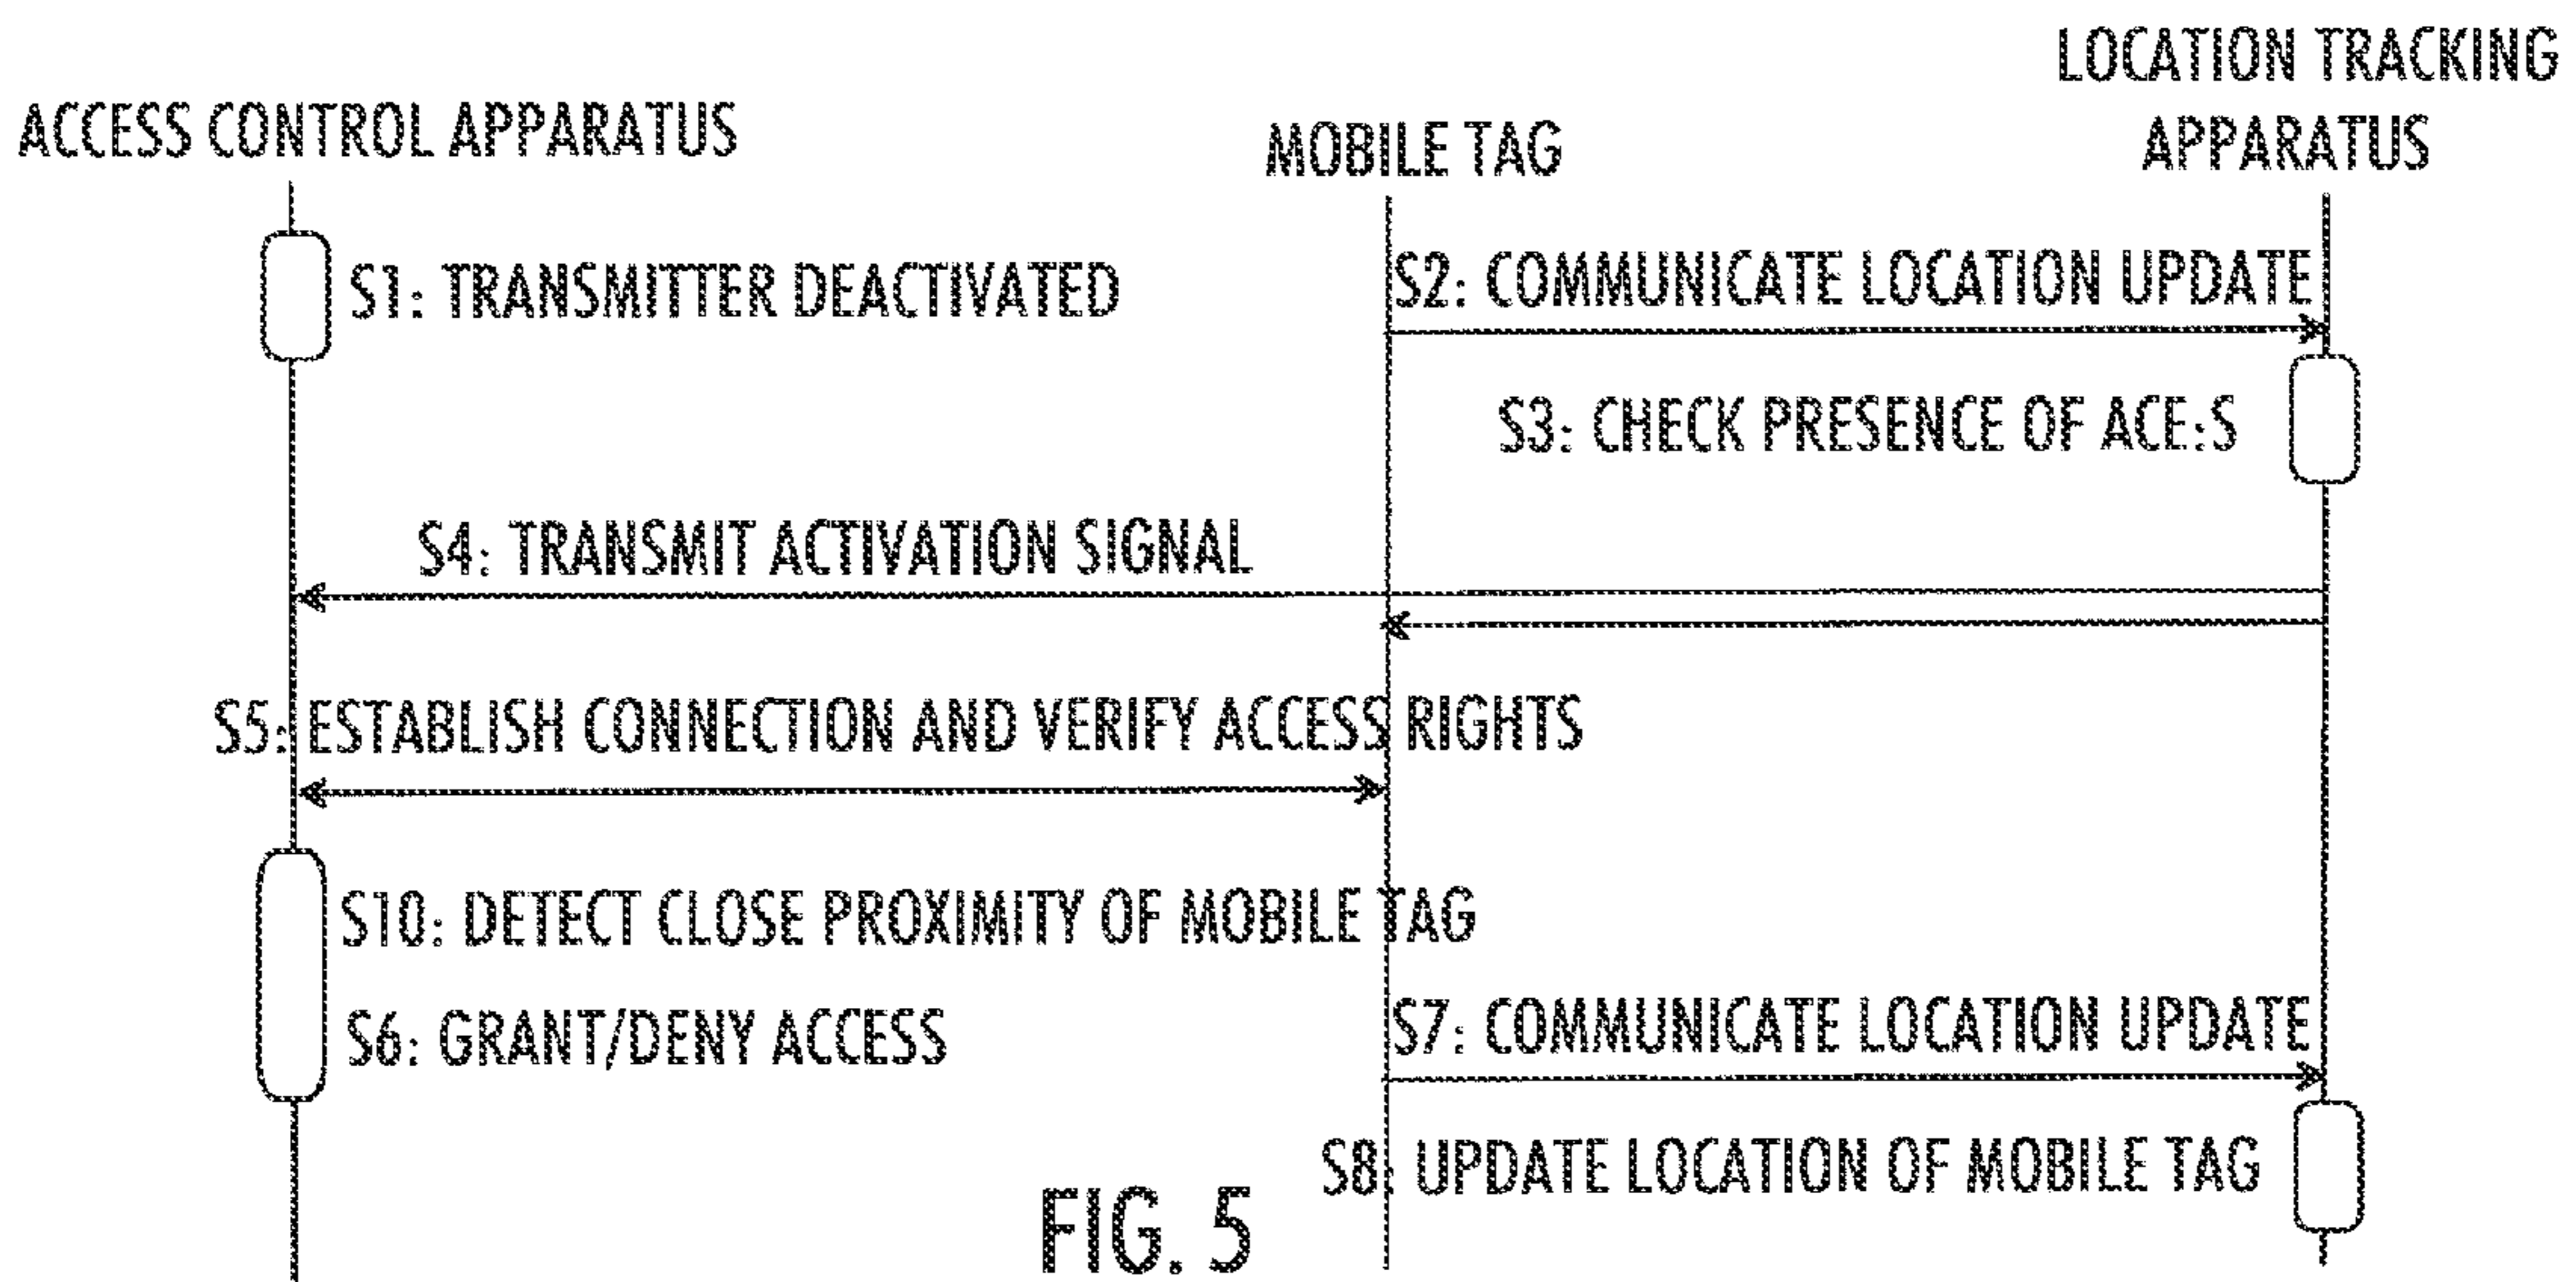 LOCATION TRACKING
APPARATUS
ACCESS CONTROL APPARATUS
MOBILE TAG
S1: TRANSMITTER DEACTIVATED
S2: COMMUNICATE LOCATION UPDATE
S3: CHECK PRESENCE OF ACE:S
S4: TRANSMIT ACTIVATION SIGNAL
S5: ESTABLISH CONNECTION AND VERIFY ACCESS RIGHTS
S10: DETECT CLOSE PROXIMITY OF MOBILE TAG
S6: GRANT/DENY ACCESS
S7: COMMUNICATE LOCATION UPDATE
S8: UPDATE LOCATION OF MOBILE TAG
FIG. 5